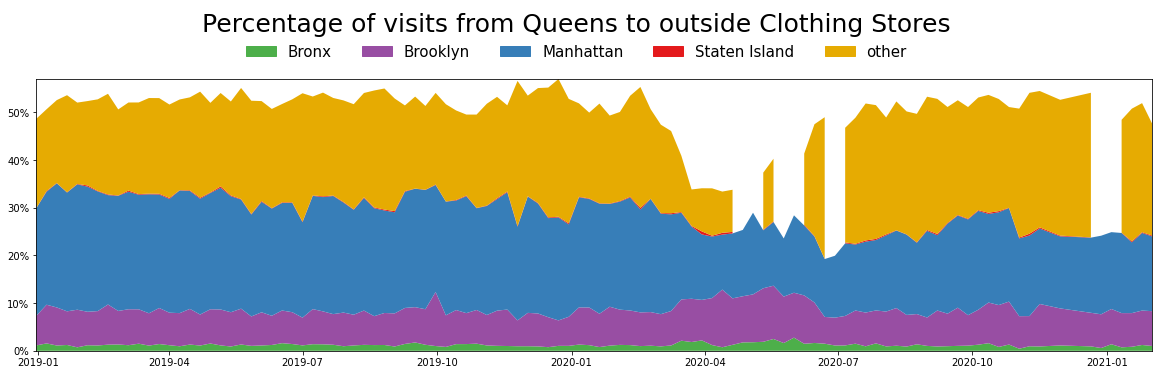 Percentage of visits from Queens to outside Clothing Stores
Bronx Brooklyn Manhattan Staten Island other
50%
40%
30%
20%
10%
0%
2019-01 2019-04 2019-07 2019-10 2020-01 2020-04 2020-07 2020-10 2021-01